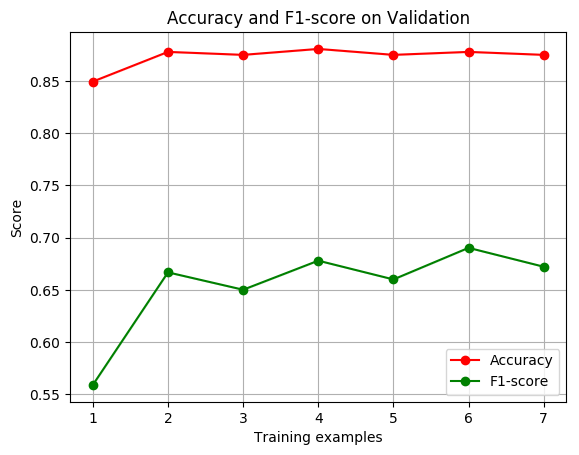 Accuracy and F1-score on Validation
0.85
0.80
0.75
0.70
0.65
0.60
0.55
Score
1 2 3 4 5 6 7
Training examples
Accuracy
F1-score